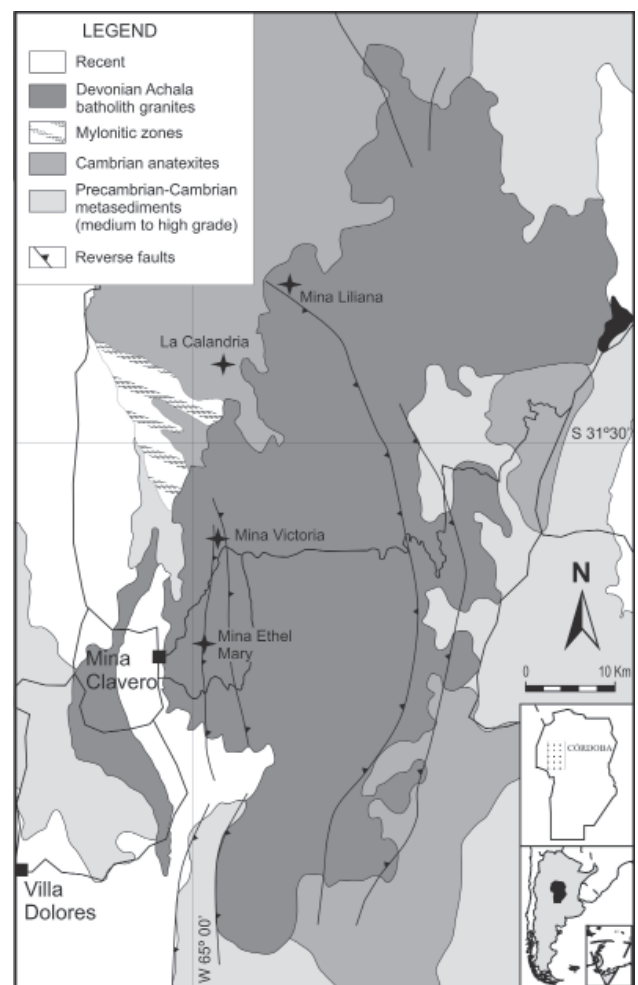 LEGEND
Recent
Devonian Achala
batholith granites
Mylonitic zones
Cambrian anatexites
Precambrian-Cambrian
metasediments
(medium to high grade)
Reverse faults
Mina Liliana
La Calandria
S 31º30'
Mina Victoria
N
Mina Ethel
Mary
Mina
Clavero
0 10 Km
CÓRDOBA
Villa
Dolores
W 65º 00'